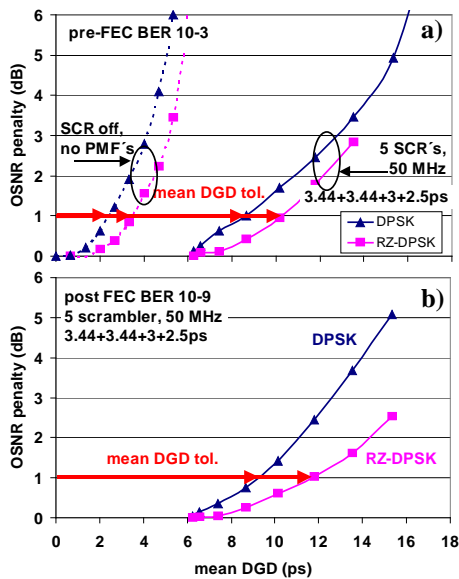 6
5
4
3
2
1
0
OSNR penalty (dB)
pre-FEC BER 10-3
a)
SCR off,
no PMF´s
mean DGD tol.
5 SCR´s,
50 MHz
3.44+3.44+3+2.5ps
DPSK
RZ-DPSK
6
5
4
3
2
1
0
OSNR penalty (dB)
post FEC BER 10-9
5 scrambler, 50 MHz
3.44+3.44+3+2.5ps
b)
DPSK
mean DGD tol.
RZ-DPSK
0 2 4 6 8 10 12 14 16 18
mean DGD (ps)